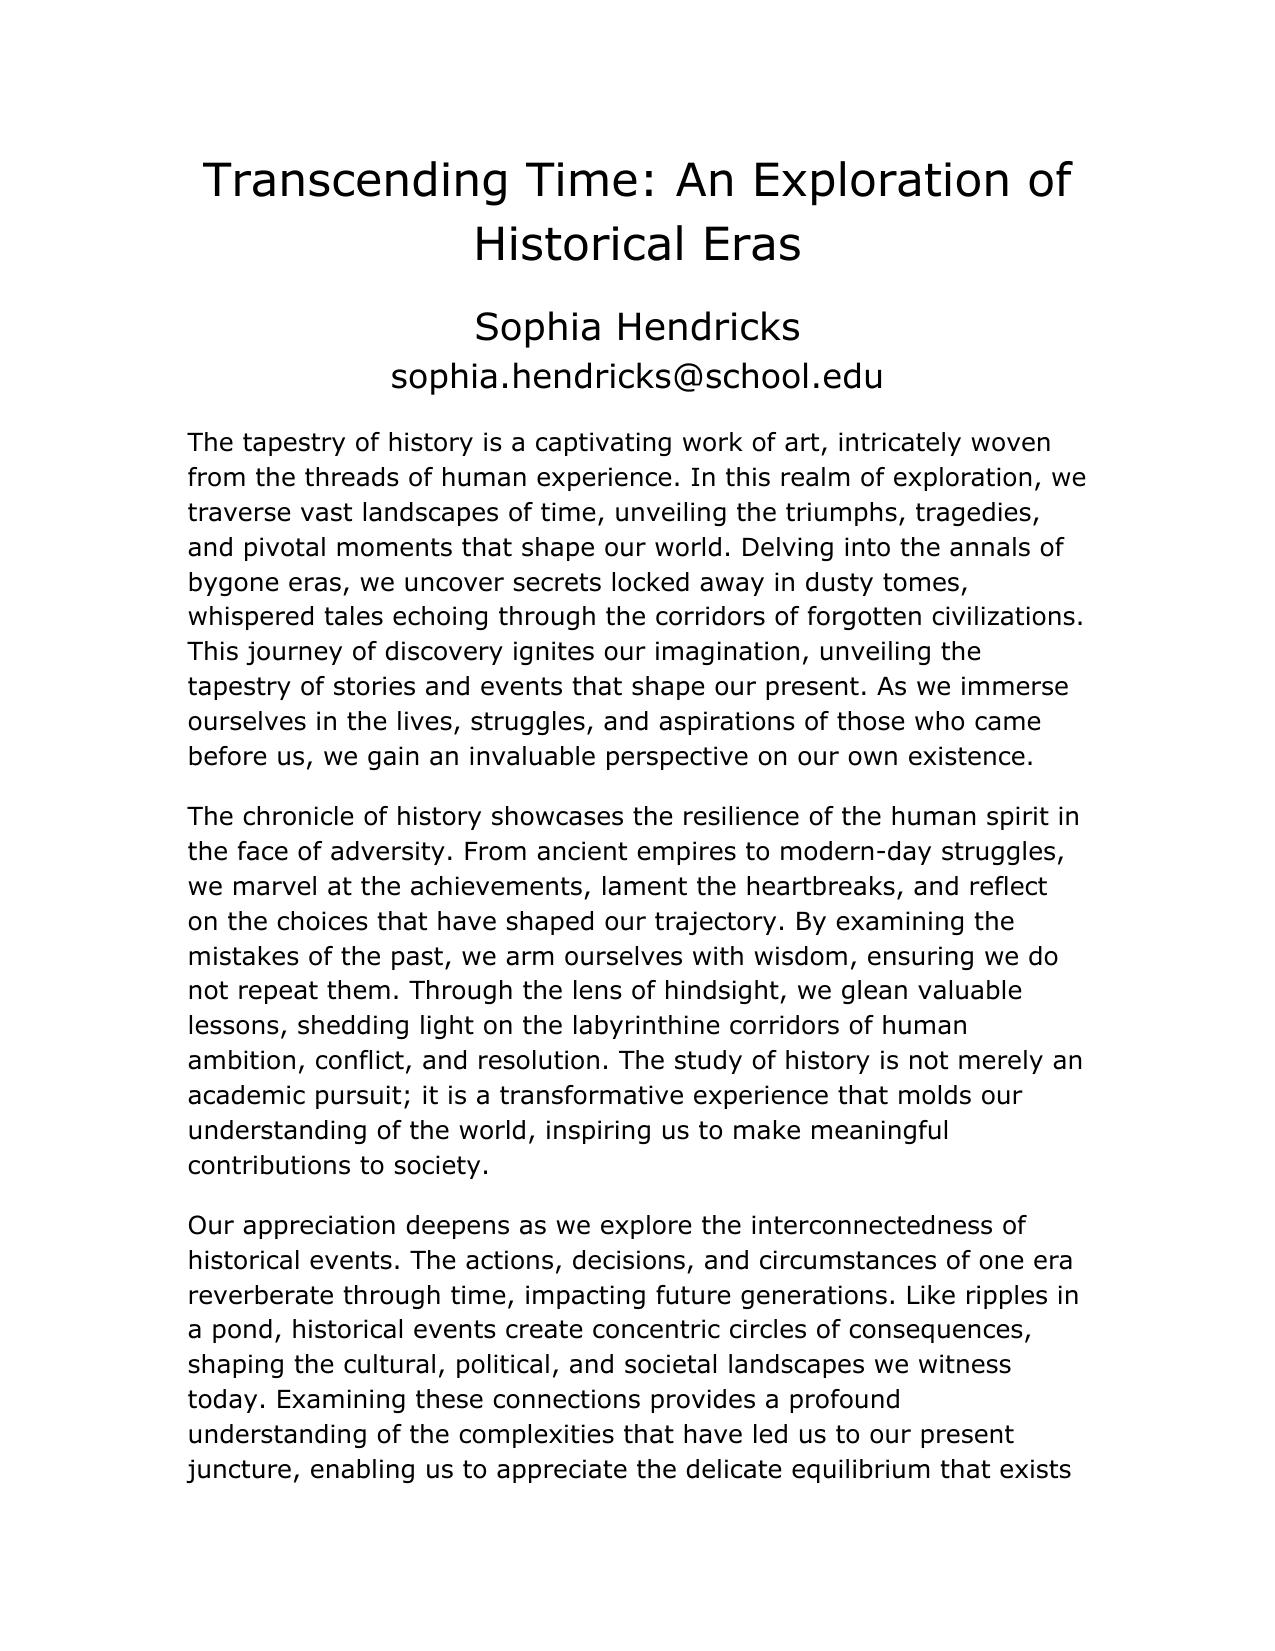 Transcending Time: An Exploration of
Historical Eras
Sophia Hendricks
sophia.hendricks@school.edu
The tapestry of history is a captivating work of art, intricately woven
from the threads of human experience. In this realm of exploration, we
traverse vast landscapes of time, unveiling the triumphs, tragedies,
and pivotal moments that shape our world. Delving into the annals of
bygone eras, we uncover secrets locked away in dusty tomes,
whispered tales echoing through the corridors of forgotten civilizations.
This journey of discovery ignites our imagination, unveiling the
tapestry of stories and events that shape our present. As we immerse
ourselves in the lives, struggles, and aspirations of those who came
before us, we gain an invaluable perspective on our own existence.
The chronicle of history showcases the resilience of the human spirit in
the face of adversity. From ancient empires to modern-day struggles,
we marvel at the achievements, lament the heartbreaks, and reflect
on the choices that have shaped our trajectory. By examining the
mistakes of the past, we arm ourselves with wisdom, ensuring we do
not repeat them. Through the lens of hindsight, we glean valuable
lessons, shedding light on the labyrinthine corridors of human
ambition, conflict, and resolution. The study of history is not merely an
academic pursuit; it is a transformative experience that molds our
understanding of the world, inspiring us to make meaningful
contributions to society.
Our appreciation deepens as we explore the interconnectedness of
historical events. The actions, decisions, and circumstances of one era
reverberate through time, impacting future generations. Like ripples in
a pond, historical events create concentric circles of consequences,
shaping the cultural, political, and societal landscapes we witness
today. Examining these connections provides a profound
understanding of the complexities that have led us to our present
juncture, enabling us to appreciate the delicate equilibrium that exists